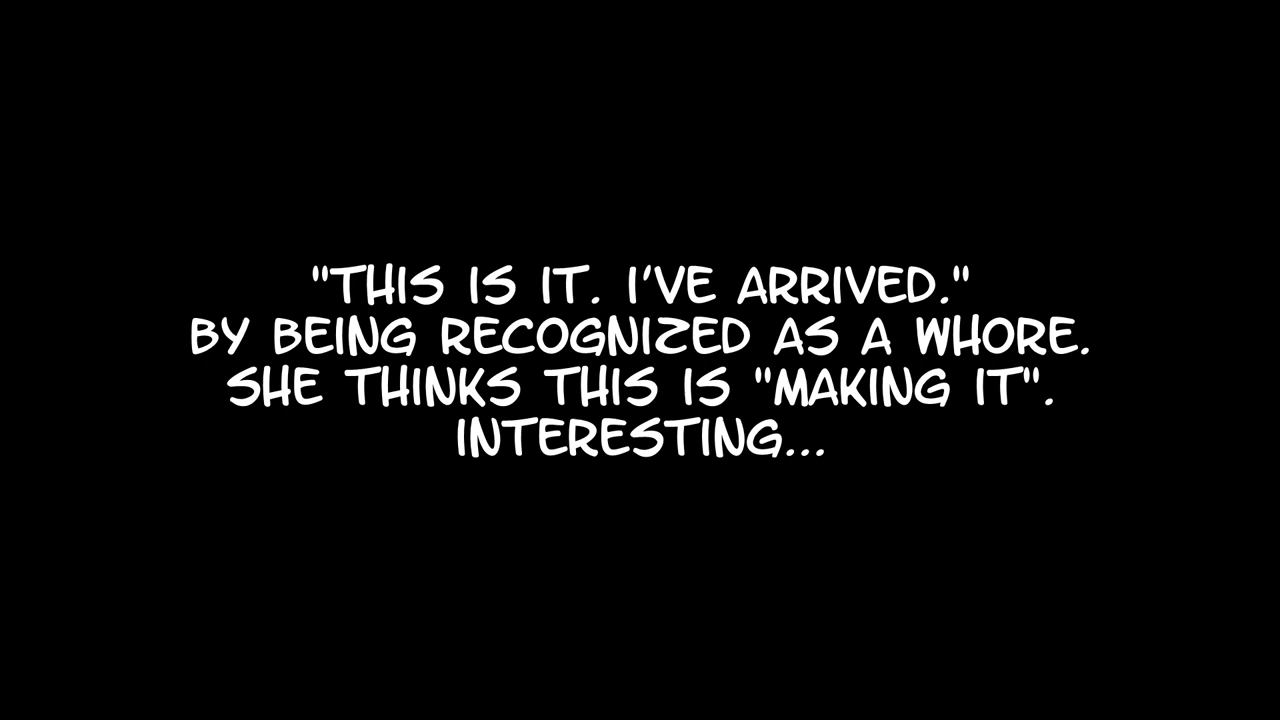 "THIS IS IT. I'VE ARRIVED."
BY BEING RECOGNIZED AS A WHORE.
SHE THINKS THIS IS "MAKING IT".
INTERESTING...